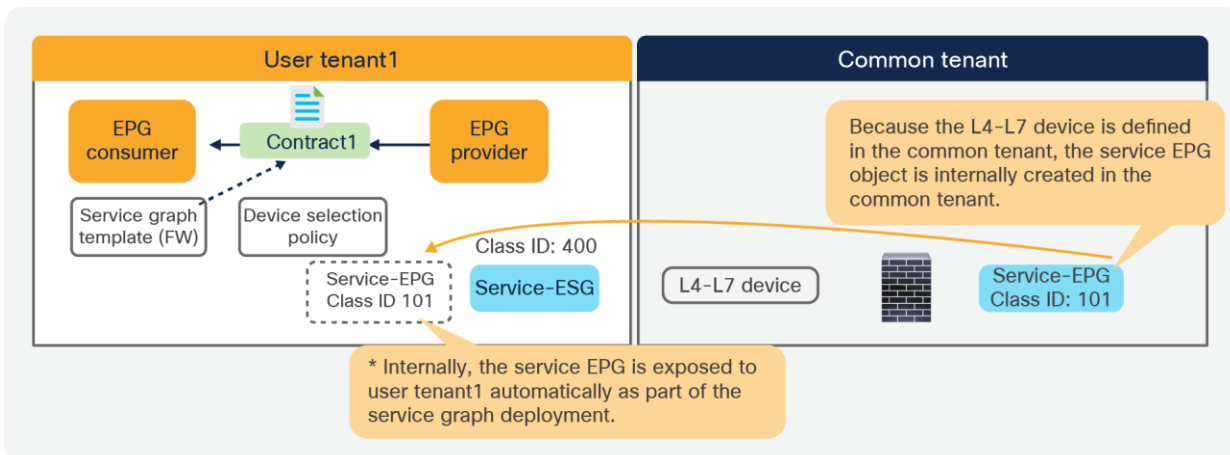 User tenant1
Common tenant
EPG
consumer
Contract1
EPG
provider
Because the L4-L7 device is defined
in the common tenant, the service EPG
object is internally created in the
common tenant.
Service graph
template (FW)
Device selection
policy
Class ID: 400
Service-EPG
Class ID 101
Service-ESG
L4-L7 device
Service-EPG
Class ID: 101
* Internally, the service EPG is exposed to
user tenant1 automatically as part of the
service graph deployment.